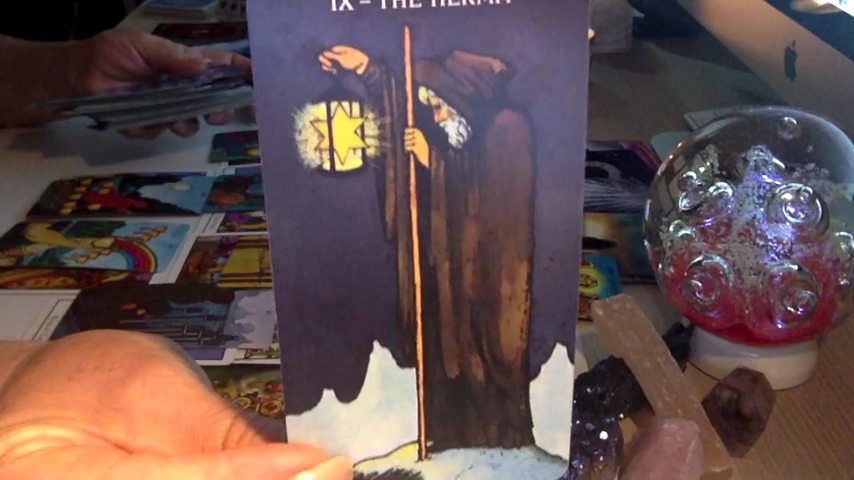 IX – THE HERMIT